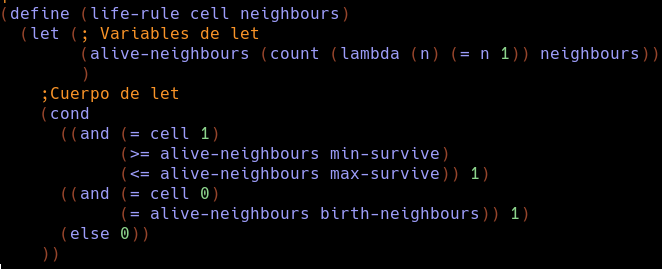 (define (life-rule cell neighbours)
  (let (; Variables de let
        (alive-neighbours (count (lambda (n) (= n 1)) neighbours))
        )
    ;Cuerpo de let
    (cond
      ((and (= cell 1)
            (>= alive-neighbours min-survive)
            (<= alive-neighbours max-survive)) 1)
      ((and (= cell 0)
            (= alive-neighbours birth-neighbours)) 1)
      (else 0))
    ))